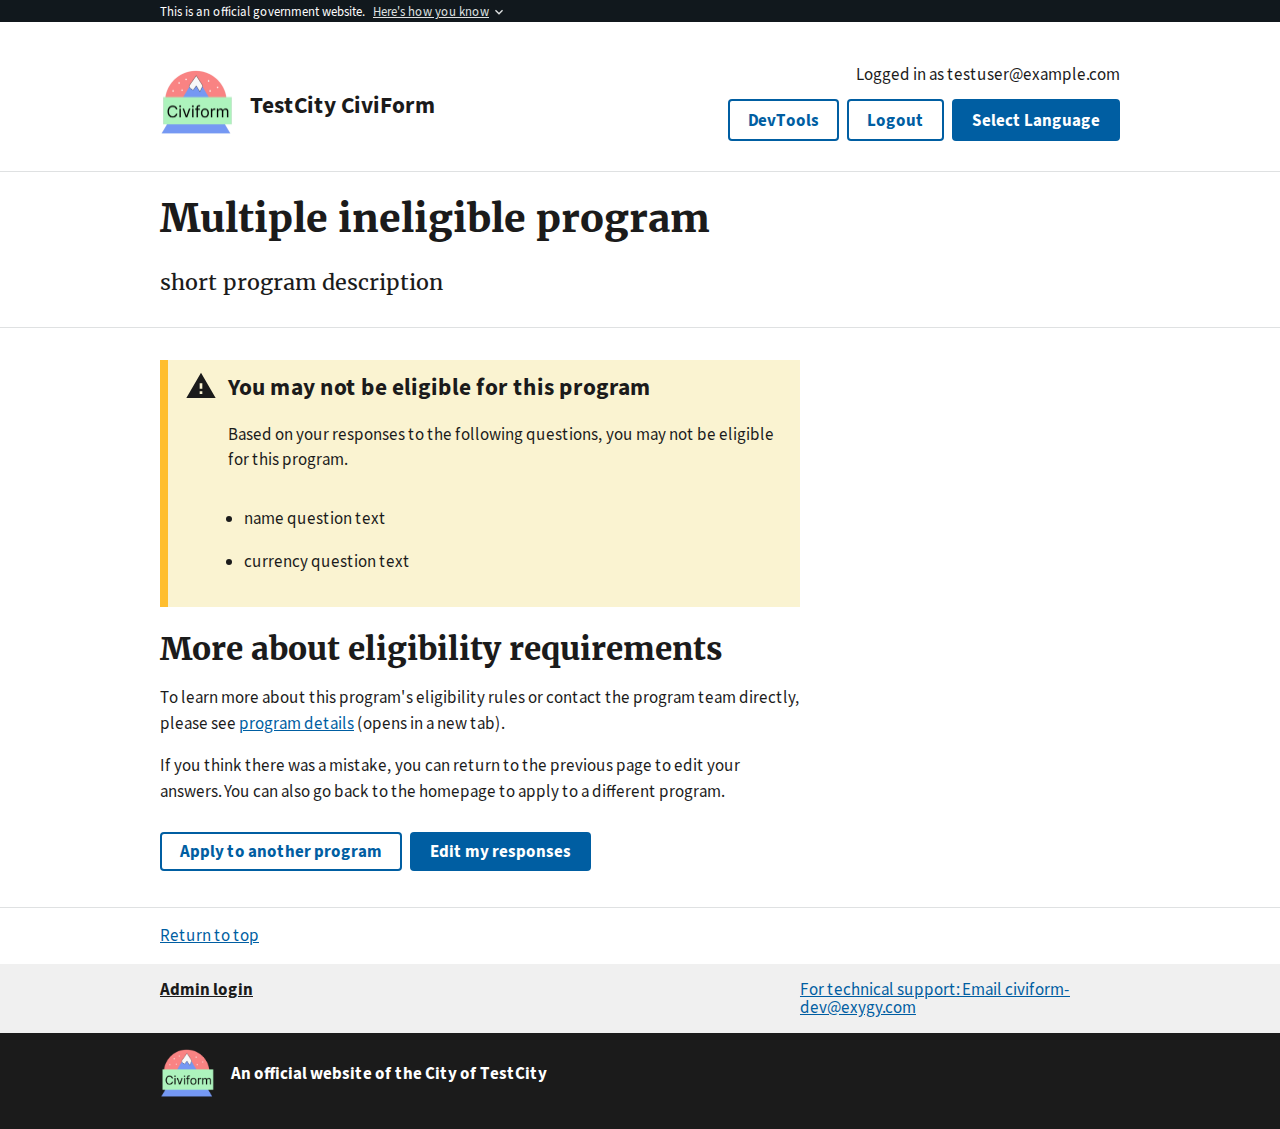 This is an official government website. Here's how you know
Civiform
TestCity CiviForm
Logged in as testuser@example.com
DevTools
Logout
Select Language
Multiple ineligible program
short program description
You may not be eligible for this program
Based on your responses to the following questions, you may not be eligible
for this program.
name question text
currency question text
More about eligibility requirements
To learn more about this program's eligibility rules or contact the program team directly,
please see program details (opens in a new tab).
If you think there was a mistake, you can return to the previous page to edit your
answers. You can also go back to the homepage to apply to a different program.
Apply to another program
Edit my responses
Return to top
Admin login
For technical support: Email civiform-
dev@exygy.com
Civiform
An official website of the City of TestCity